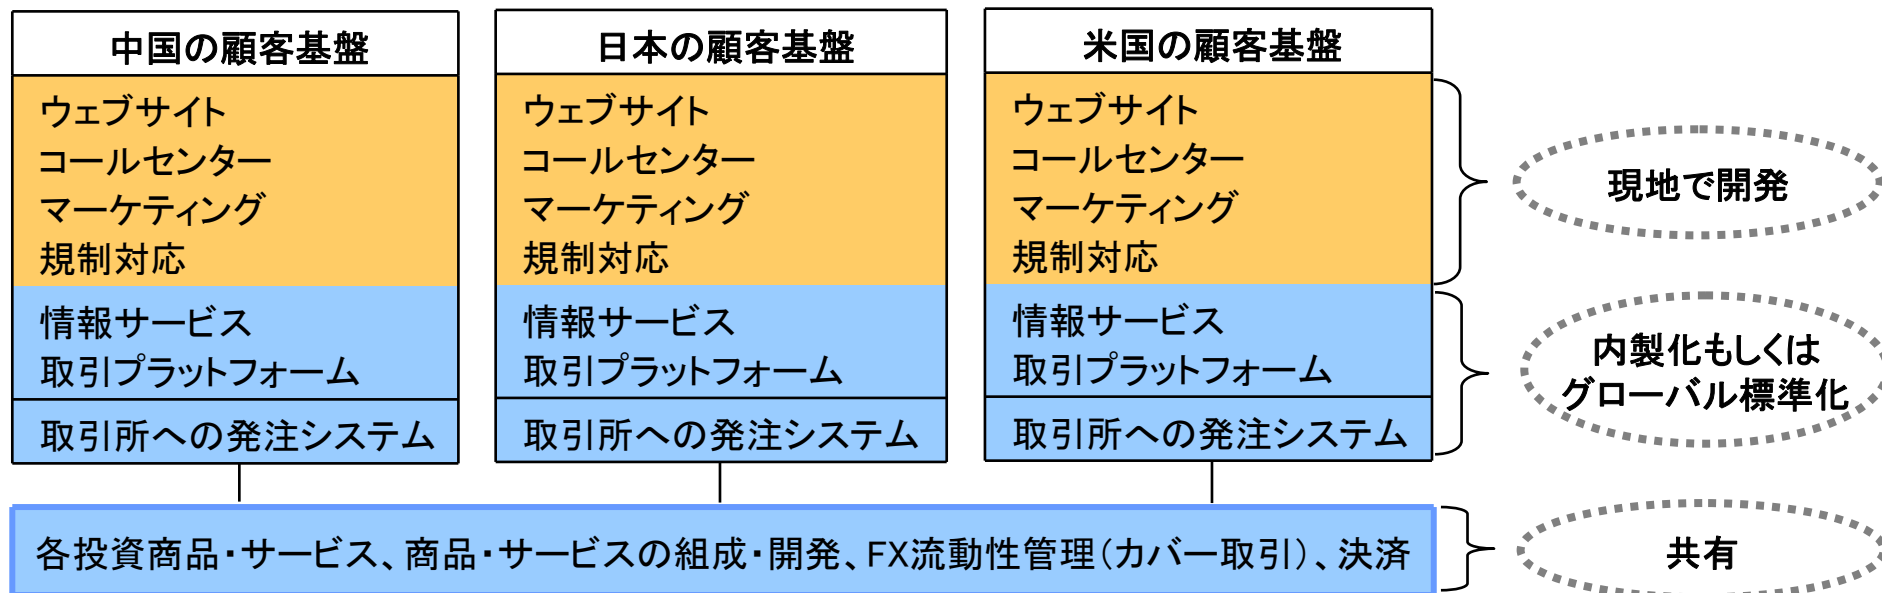 中国の顧客基盤
ウェブサイト
コールセンター
マーケティング
規制対応
情報サービス
取引プラットフォーム
取引所への発注システム
日本の顧客基盤
ウェブサイト
コールセンター
マーケティング
規制対応
情報サービス
取引プラットフォーム
取引所への発注システム
米国の顧客基盤
ウェブサイト
コールセンター
マーケティング
規制対応
情報サービス
取引プラットフォーム
取引所への発注システム
現地で開発
内製化もしくは
グローバル標準化
各投資商品・サービス、商品・サービスの組成・開発、FX流動性管理(カバー取引)、決済
共有